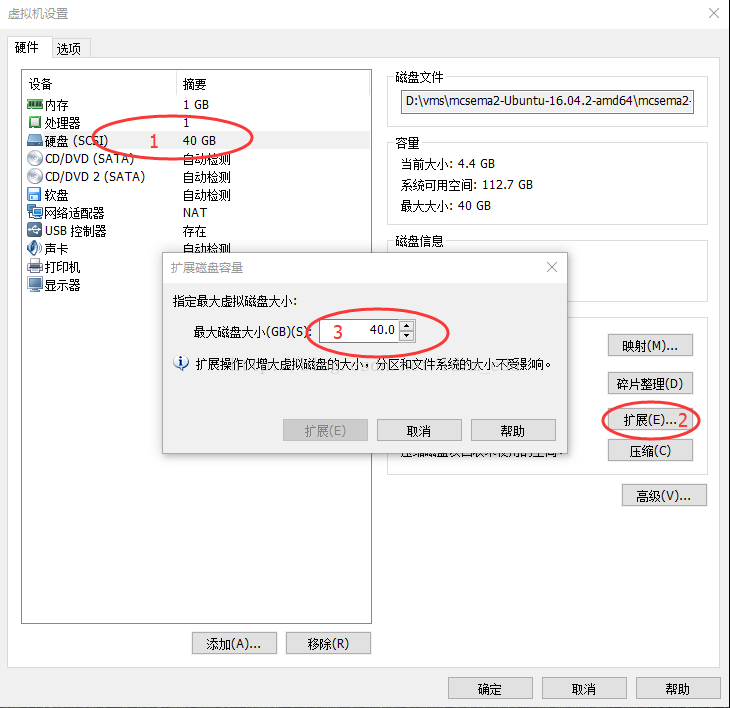 虚拟机设置
硬件 选项
设备 摘要
内存 1 GB
处理器 1
硬盘 (SCSI) 1 40 GB
CD/DVD (SATA) 自动检测
CD/DVD 2 (SATA) 自动检测
软盘 自动检测
网络适配器 NAT
USB 控制器 存在
声卡 自动检测
打印机
显示器
添加(A)... 移除(R)
磁盘文件
D:\vms\mcsema2-Ubuntu-16.04.2-amd64\mcsema2-
容量
当前大小: 4.4 GB
系统可用空间: 112.7 GB
最大大小: 40 GB
磁盘信息
映射(M)...
碎片整理(D)
扩展(E)... 2
压缩(C)
高级(V)...
扩展磁盘容量
指定最大虚拟磁盘大小:
最大磁盘大小(GB)(S): 3 40.0
扩展操作仅增大虚拟磁盘的大小，分区和文件系统的大小不受影响。
扩展(E) 取消 帮助
确定 取消 帮助